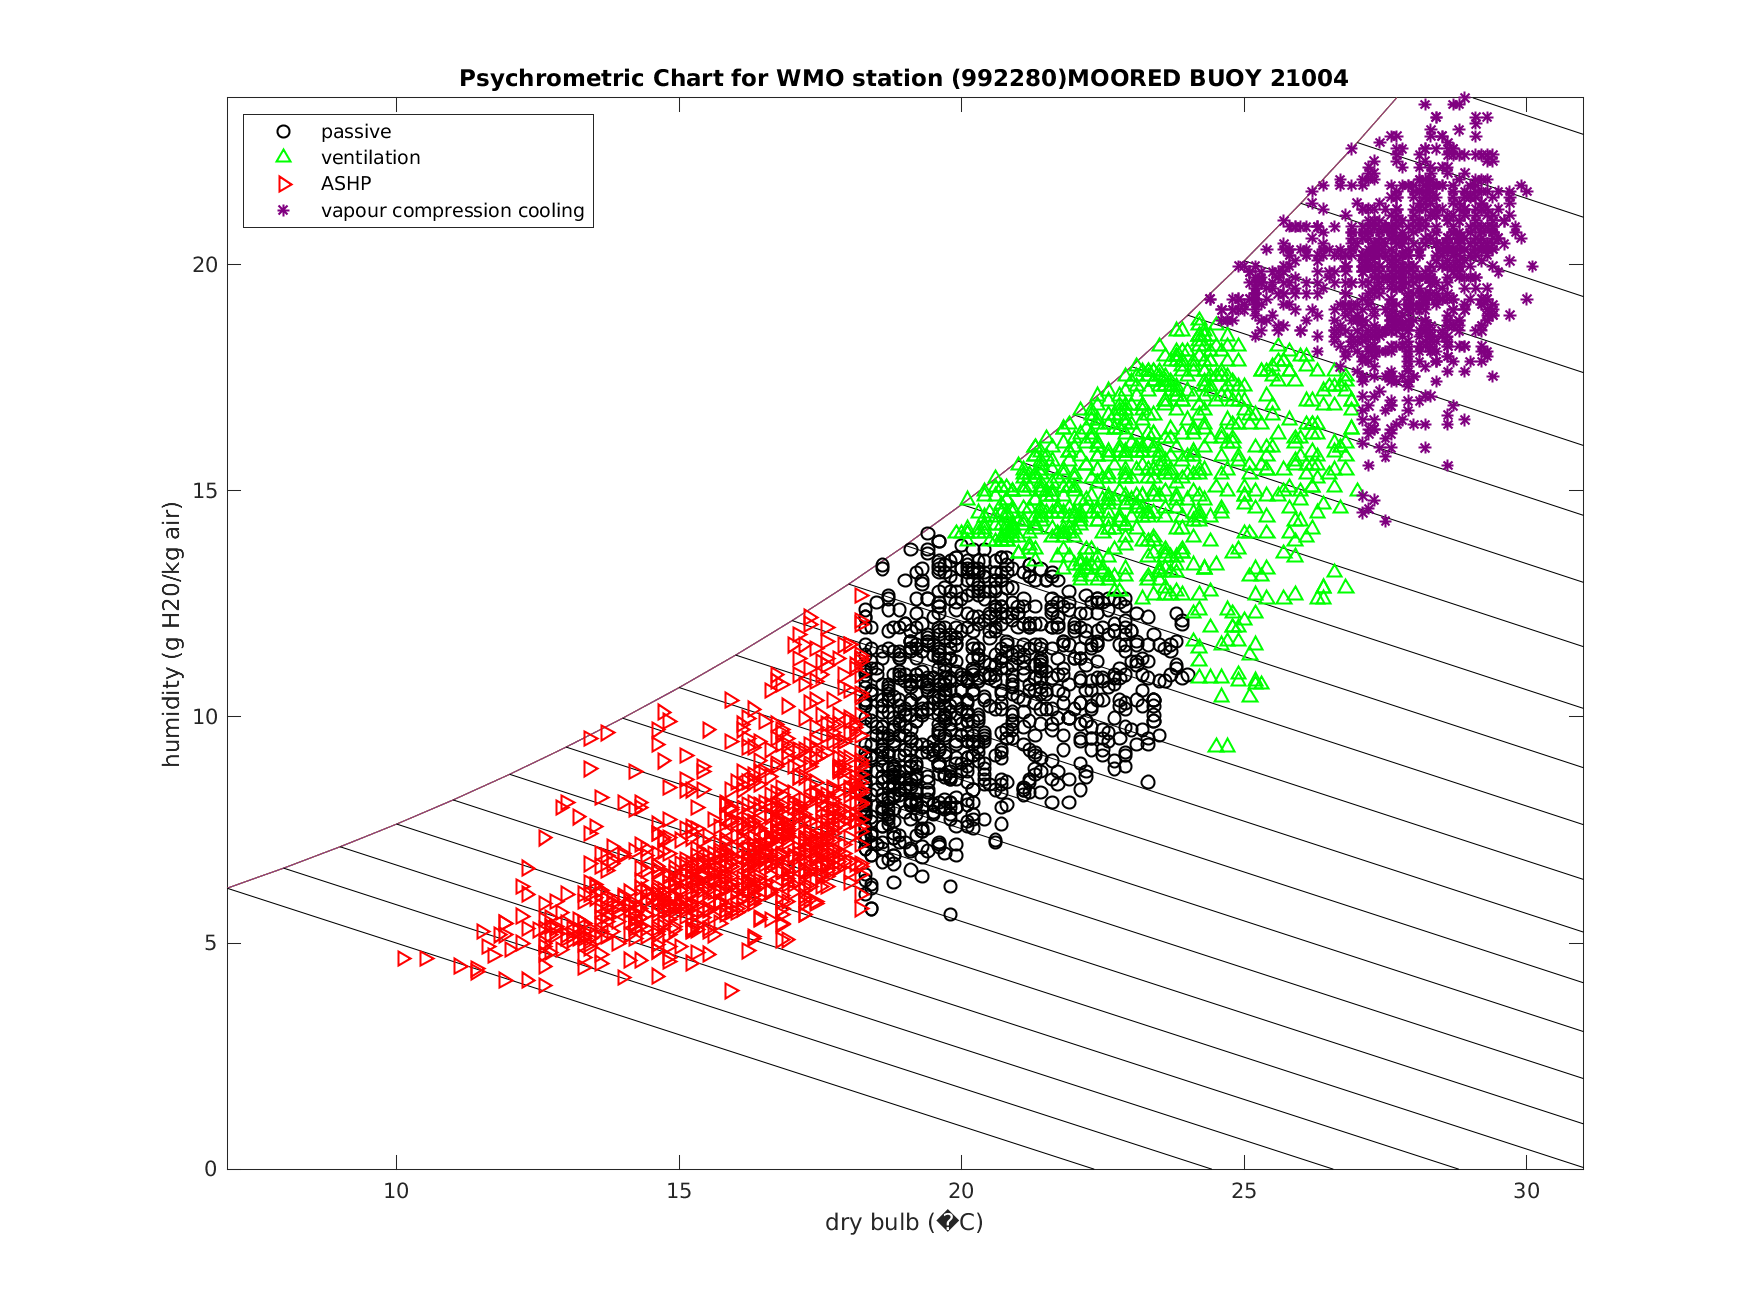 Psychrometric Chart for WMO station (992280)MOORED BUOY 21004
passive
ventilation
ASHP
vapour compression cooling
humidity (g H20/kg air)
20
15
10
5
0
10
15
20
25
30
dry bulb (�C)